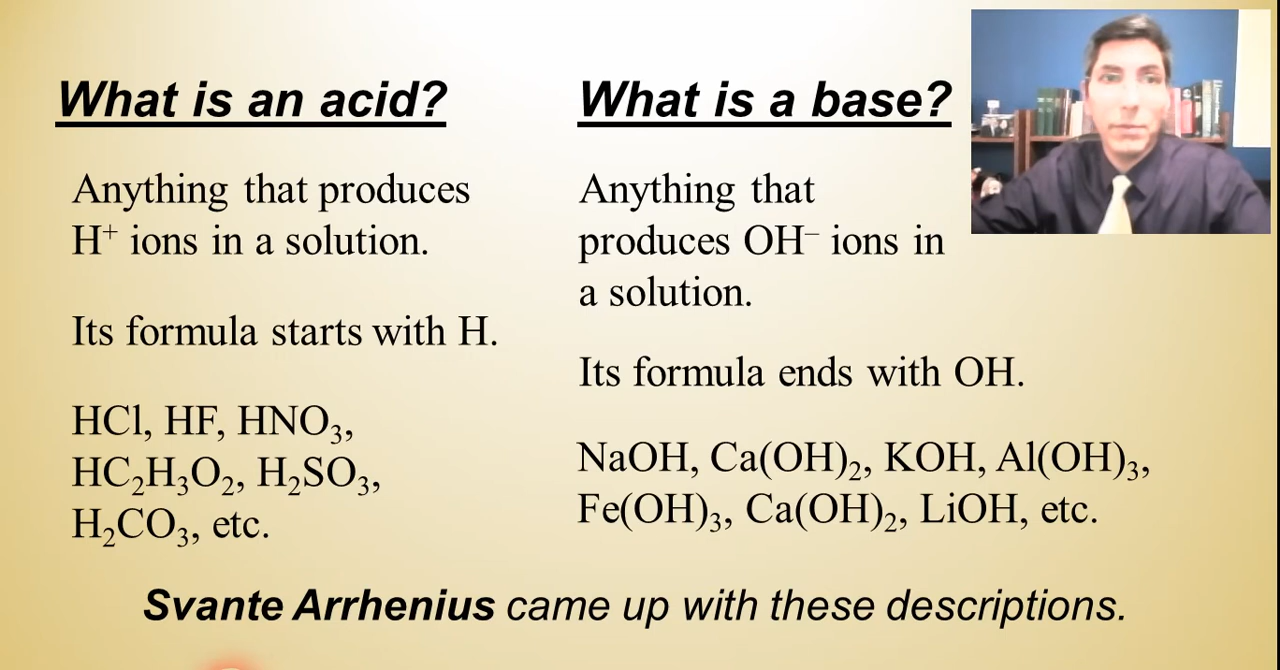 What is an acid?
Anything that produces
H⁺ ions in a solution.
Its formula starts with H.
HCl, HF, HNO₃,
HC₂H₃O₂, H₂SO₃,
H₂CO₃, etc.
What is a base?
Anything that
produces OH⁻ ions in
a solution.
Its formula ends with OH.
NaOH, Ca(OH)₂, KOH, Al(OH)₃,
Fe(OH)₃, Ca(OH)₂, LiOH, etc.
Svante Arrhenius came up with these descriptions.